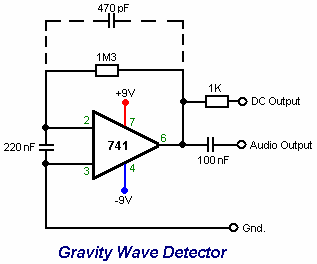 470 pF
1M3
+9V
1K
DC Output
2
7
741
6
220 nF
3
4
100 nF
Audio Output
-9V
Gnd.
Gravity Wave Detector